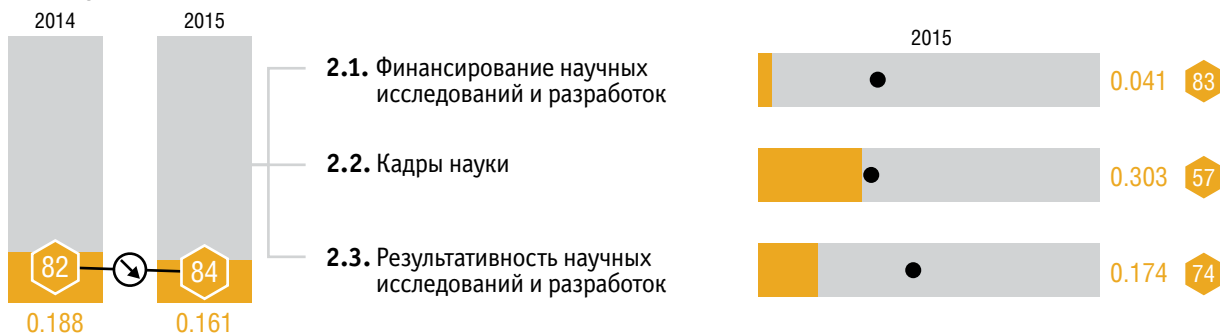 2014 2015
82 84
0.188 0.161
2.1. Финансирование научных
исследований и разработок
2.2. Кадры науки
2.3. Результативность научных
исследований и разработок
2015
0.041 83
0.303 57
0.174 74